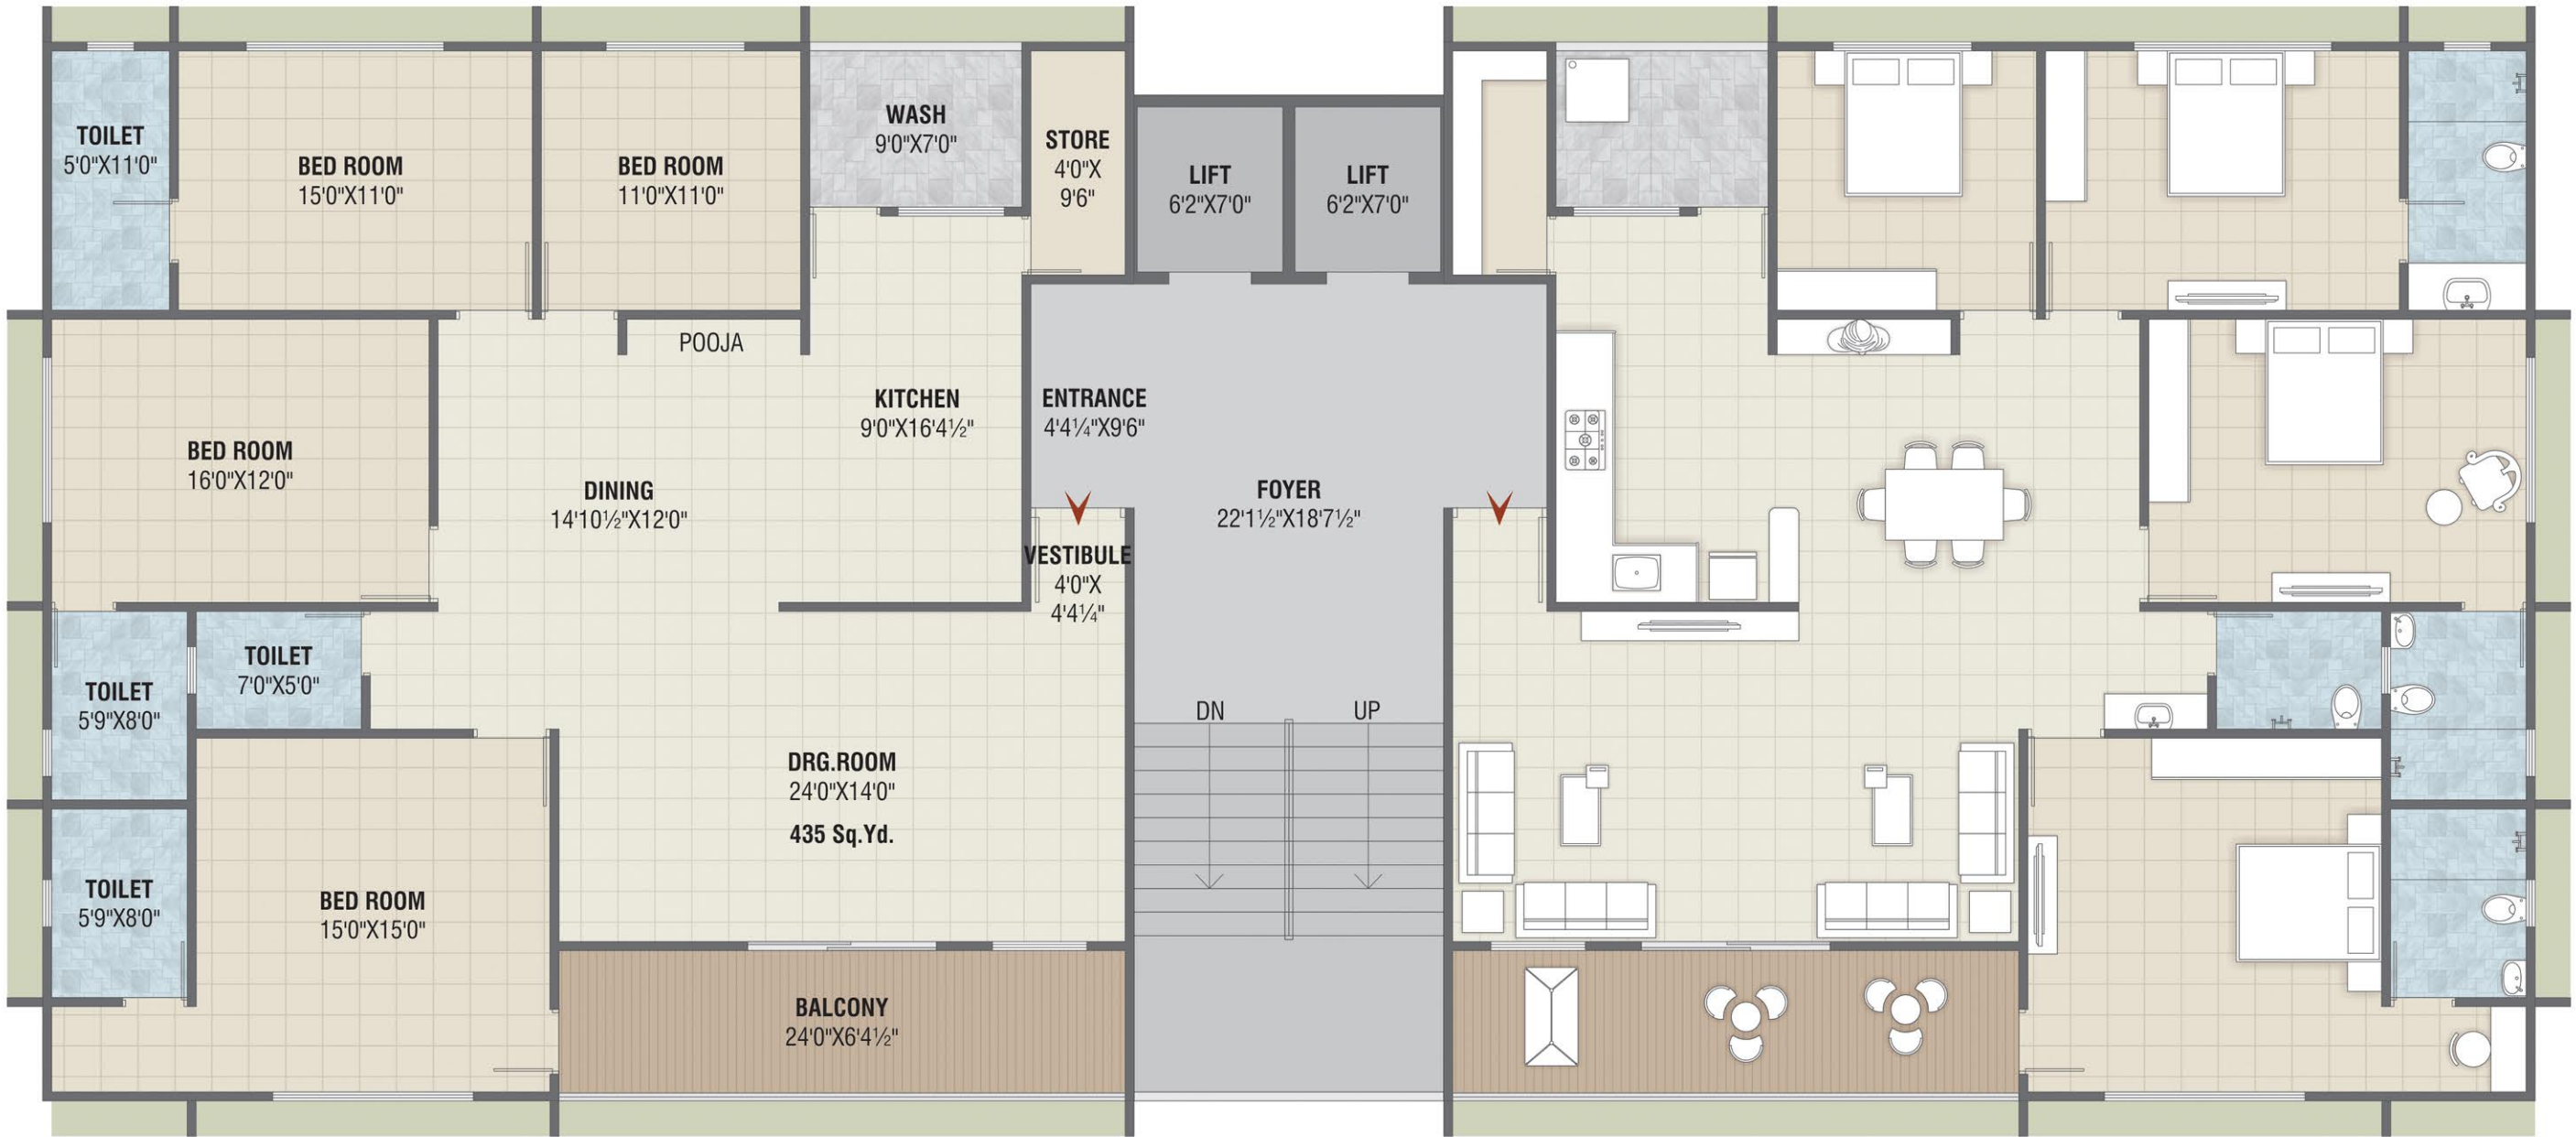 TOILET
5'0"X11'0"
BED ROOM
15'0"X11'0"
BED ROOM
11'0"X11'0"
WASH
9'0"X7'0"
STORE
4'0"X
9'6"
LIFT
6'2"X7'0"
LIFT
6'2"X7'0"
POOJA
BED ROOM
16'0"X12'0"
DINING
14'10½"X12'0"
KITCHEN
9'0"X16'4½"
ENTRANCE
4'4¼"X9'6"
FOYER
22'1½"X18'7½"
VESTIBULE
4'0"X
4'4¼"
TOILET
5'9"X8'0"
TOILET
7'0"X5'0"
DN
UP
DRG.ROOM
24'0"X14'0"
435 Sq.Yd.
TOILET
5'9"X8'0"
BED ROOM
15'0"X15'0"
BALCONY
24'0"X6'4½"